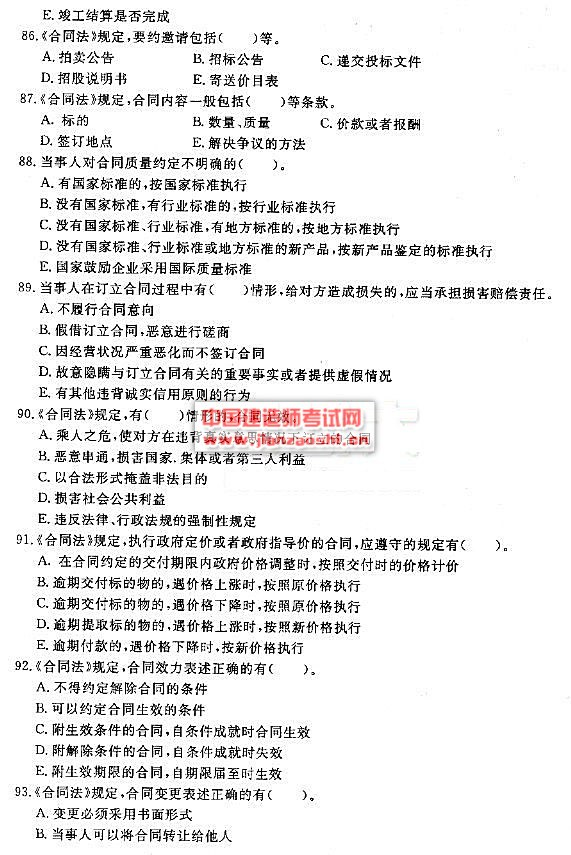 E. 竣工结算是否完成
86.《合同法》规定,要约邀请包括(　　)等。
A. 拍卖公告　B. 招标公告　C. 递交投标文件
D. 招股说明书　E. 寄送价目表
87.《合同法》规定,合同内容一般包括(　　)等条款。
A. 标的　B. 数量、质量　C. 价款或者报酬
D. 签订地点　E. 解决争议的方法
88. 当事人对合同质量约定不明确的(　　)。
A. 有国家标准的,按国家标准执行
B. 没有国家标准,有行业标准的,按行业标准执行
C. 没有国家标准、行业标准,有地方标准的,按地方标准执行
D. 没有国家标准、行业标准或地方标准的新产品,按新产品鉴定的标准执行
E. 国家鼓励企业采用国际质量标准
89. 当事人在订立合同过程中有(　　)情形,给对方造成损失的,应当承担损害赔偿责任。
A. 不履行合同意向
B. 假借订立合同,恶意进行磋商
C. 因经营状况严重恶化而不签订合同
D. 故意隐瞒与订立合同有关的重要事实或者提供虚假情况
E. 有其他违背诚实信用原则的行为
90.《合同法》规定,有(　　)情形的,合同无效。
中国造价师考试网
A. 乘人之危,使对方在违背真实意思情况下订立的合同
B. 恶意串通,损害国家、集体或者第三人利益
C. 以合法形式掩盖非法目的
D. 损害社会公共利益
E. 违反法律、行政法规的强制性规定
91.《合同法》规定,执行政府定价或者政府指导价的合同,应遵守的规定有(　　)。
A. 在合同约定的交付期限内政府价格调整时,按照交付时的价格计价
B. 逾期交付标的物的,遇价格上涨时,按照原价格执行
C. 逾期交付标的物的,遇价格下降时,按照原价格执行
D. 逾期提取标的物的,遇价格上涨时,按照新价格执行
E. 逾期付款的,遇价格下降时,按新价格执行
92.《合同法》规定,合同效力表述正确的有(　　)。
A. 不得约定解除合同的条件
B. 可以约定合同生效的条件
C. 附生效条件的合同,自条件成就时合同生效
D. 附解除条件的合同,自条件成就时失效
E. 附生效期限的合同,自期限届至时生效
93.《合同法》规定,合同变更表述正确的有(　　)。
A. 变更必须采用书面形式
B. 当事人可以将合同转让给他人